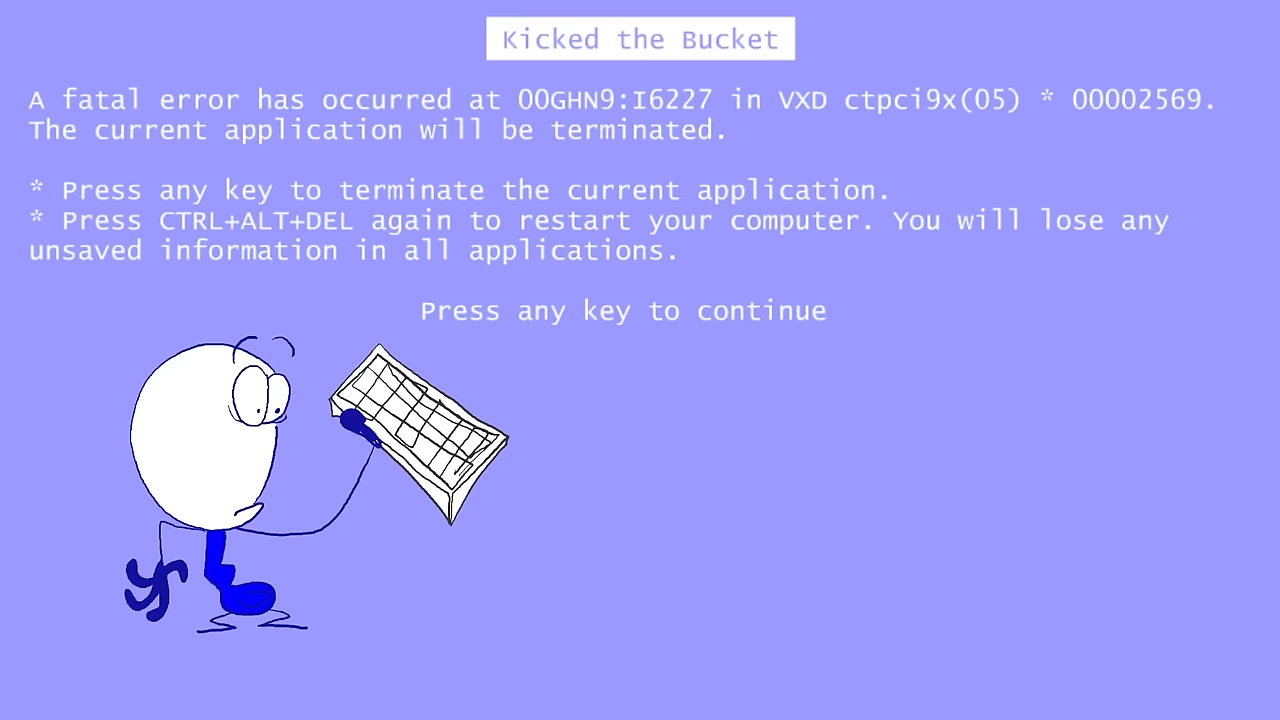 Kicked the Bucket
A fatal error has occurred at 00GHN9:I6227 in VXD ctpci9x(05) * 00002569.
The current application will be terminated.
* Press any key to terminate the current application.
* Press CTRL+ALT+DEL again to restart your computer. You will lose any
unsaved information in all applications.
Press any key to continue